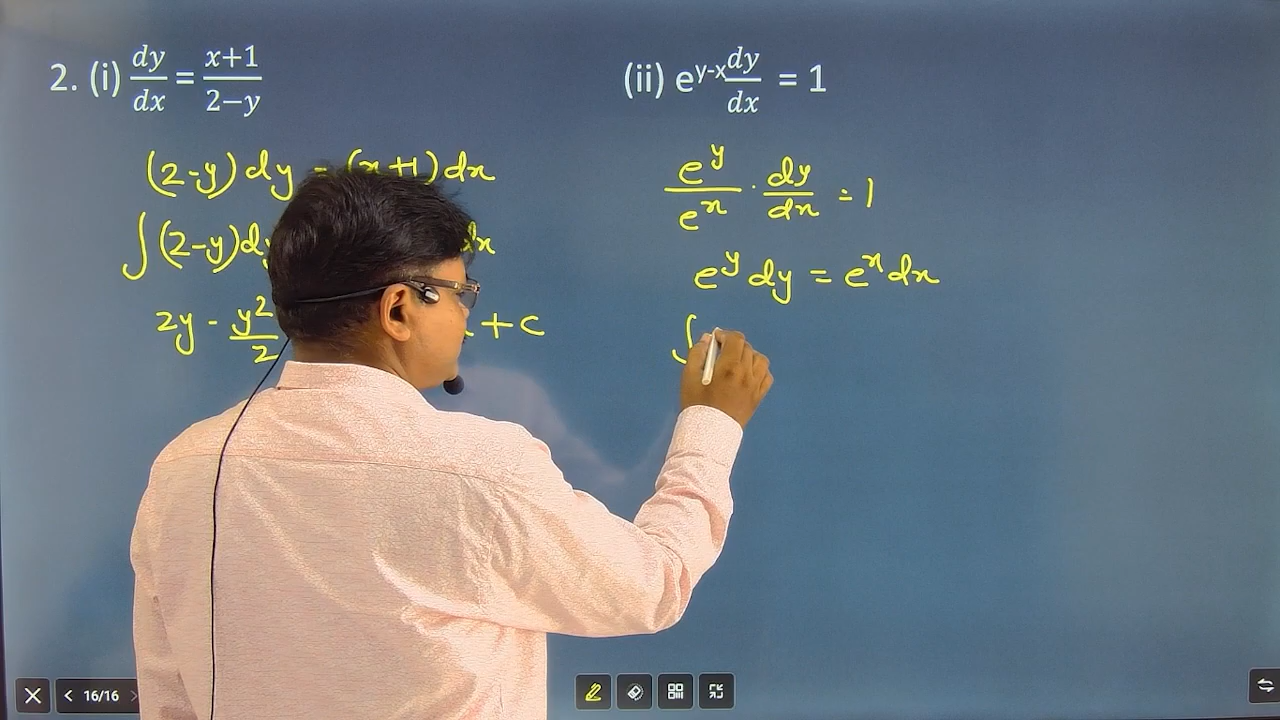 2. (i) dy/dx = x+1/2−y
(2-y) dy = (x+1) dx
∫(2-y)dy dx
2y - y²/2 + c
(ii) e^(y-x) dy/dx = 1
e^y/e^x · dy/dx = 1
e^y dy = e^x dx
∫
16/16